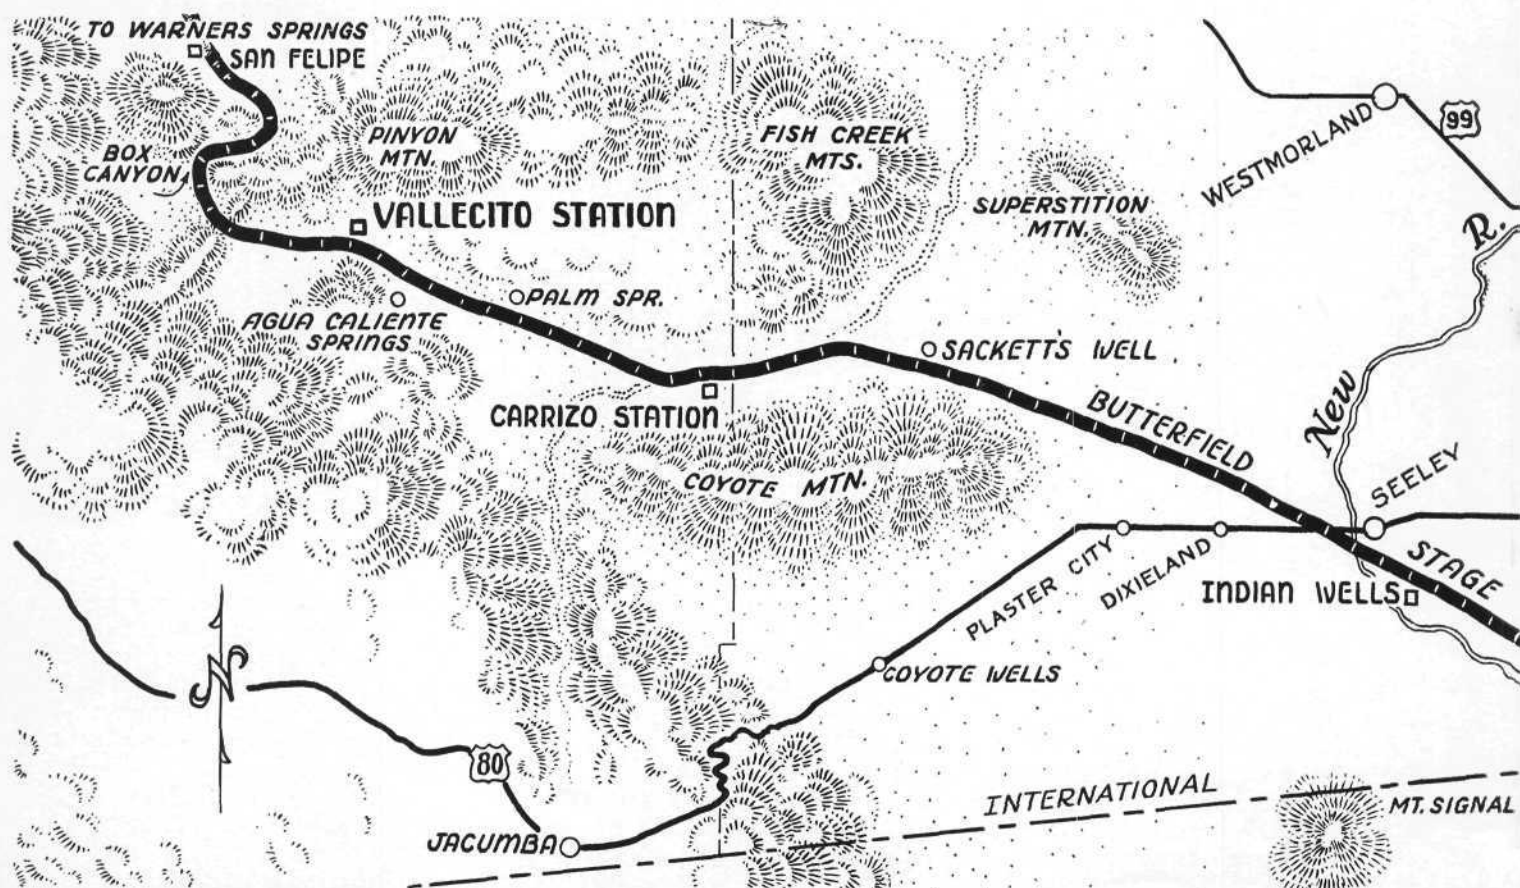 TO WARNERS SPRINGS
SAN FELIPE
BOX
CANYON
PINYON
MTN.
VALLECITO STATION
FISH CREEK
MTS.
SUPERSTITION
MTN.
WESTMORLAND
99
New R.
AGUA CALIENTE
SPRINGS
PALM SPR.
SACKETT'S WELL
CARRIZO STATION
BUTTERFIELD STAGE
COYOTE MTN.
SEELEY
PLASTER CITY
DIXIELAND
INDIAN WELLS
COYOTE WELLS
N
80
JACUMBA
INTERNATIONAL
MT. SIGNAL